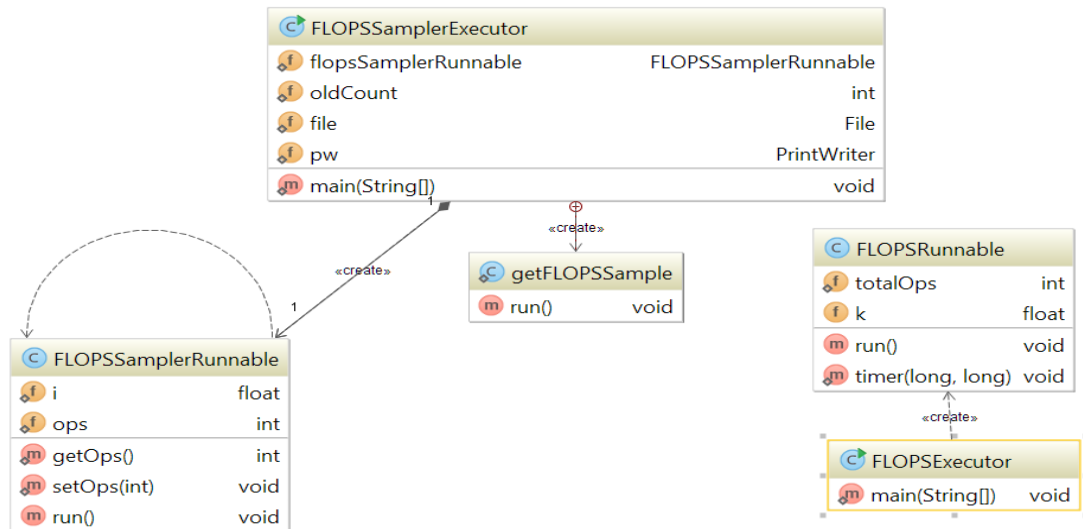 FLOPSSamplerExecutor
flopsSamplerRunnable FLOPSSamplerRunnable
oldCount int
file File
pw PrintWriter
main(String[]) void
1
«create»
«create»
1
getFLOPSSample
run() void
FLOPSSamplerRunnable
i float
ops int
getOps() int
setOps(int) void
run() void
FLOPSRunnable
totalOps int
k float
run() void
timer(long, long) void
«create»
FLOPSExecutor
main(String[]) void